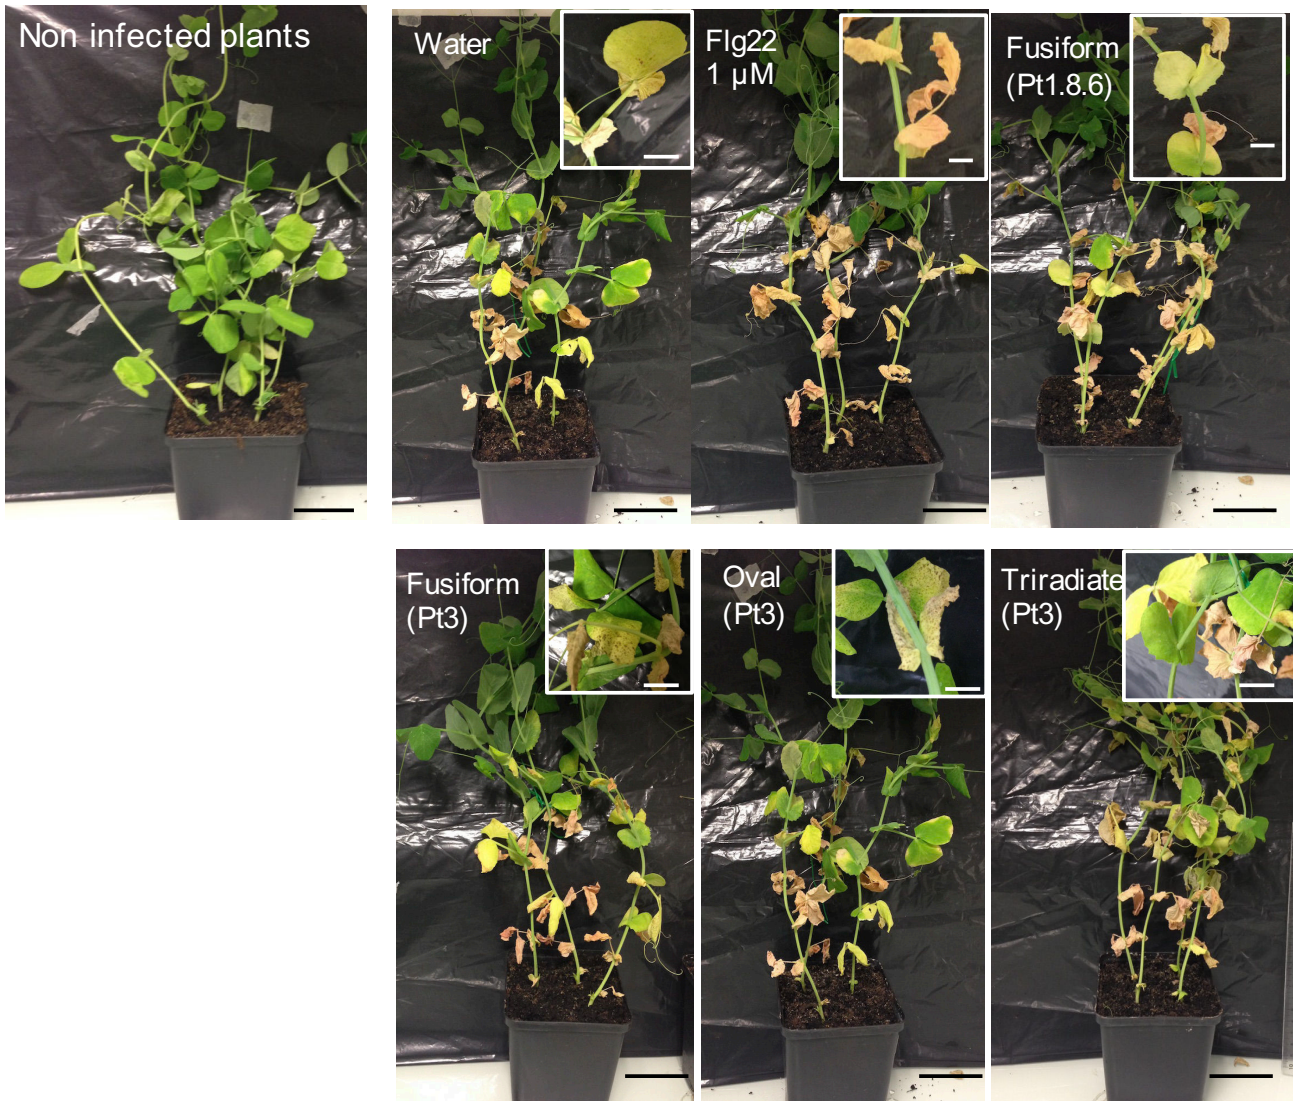 Non infected plants
Water
Flg22
1 µM
Fusiform
(Pt1.8.6)
Fusiform
(Pt3)
Oval
(Pt3)
Triradiate
(Pt3)